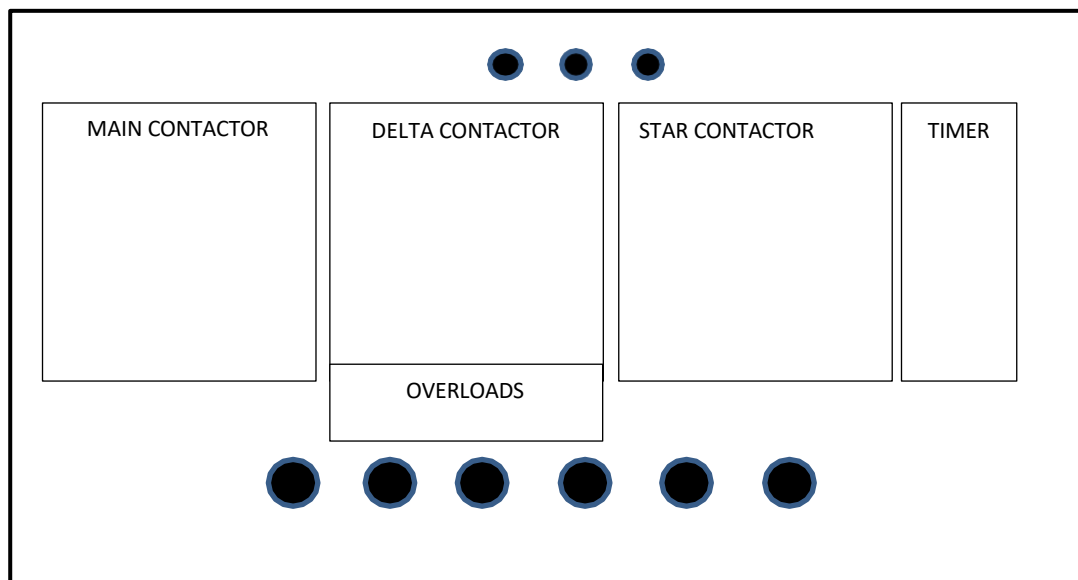 MAIN CONTACTOR
DELTA CONTACTOR
STAR CONTACTOR
TIMER
OVERLOADS